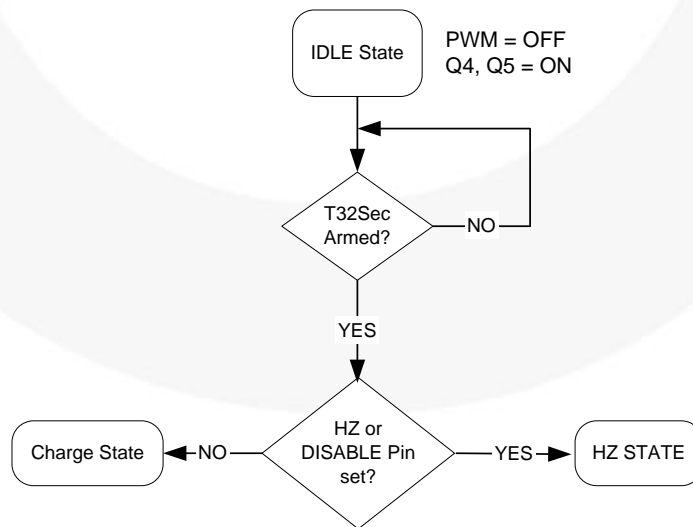 IDLE State
PWM = OFF
Q4, Q5 = ON
T32Sec
Armed?
NO
YES
HZ or
DISABLE Pin
set?
Charge State
NO
YES
HZ STATE